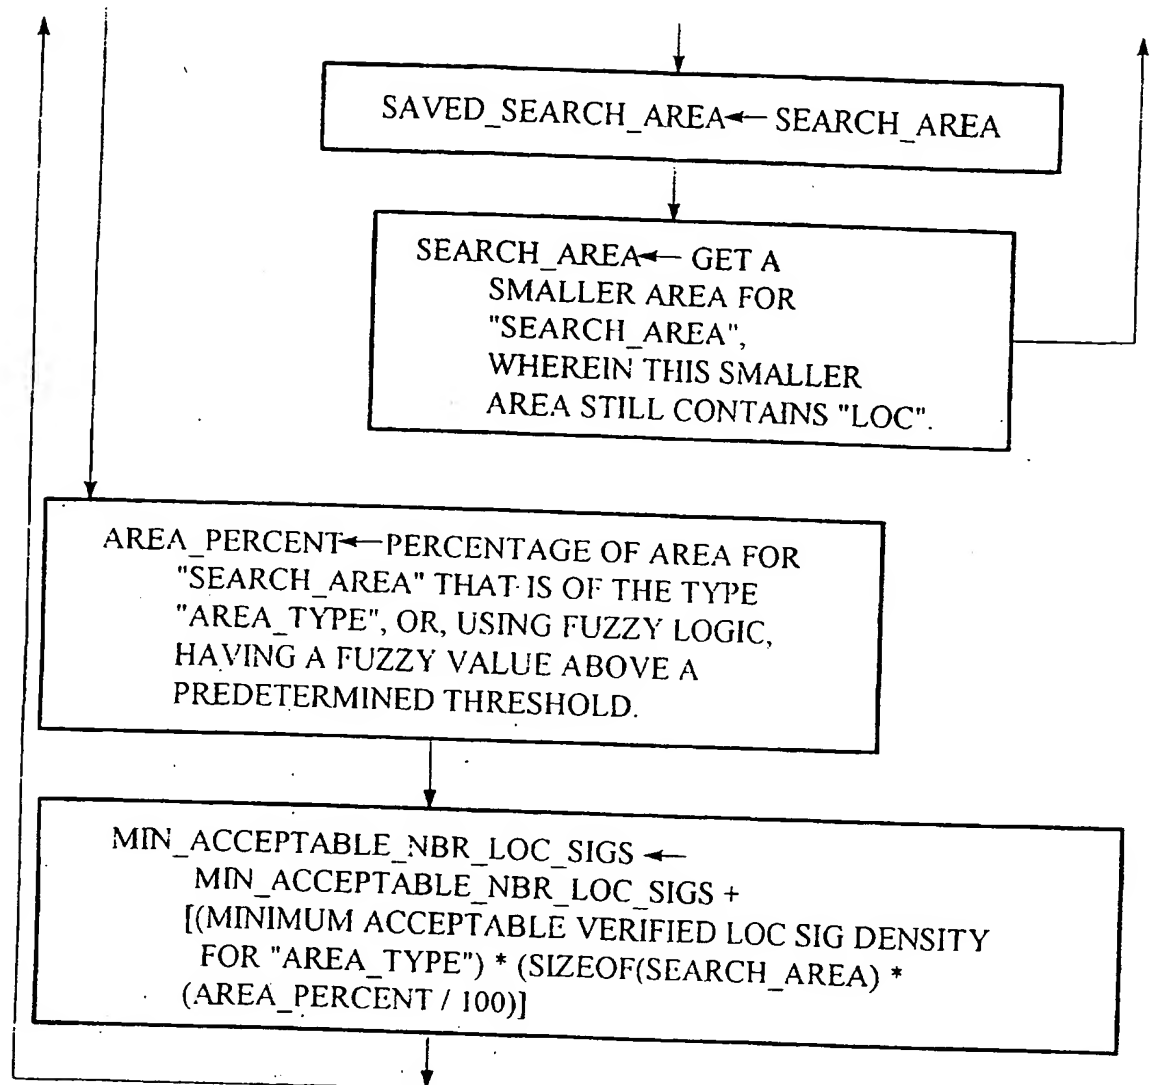 SAVED_SEARCH_AREA← SEARCH_AREA
SEARCH_AREA← GET A
SMALLER AREA FOR
"SEARCH_AREA",
WHEREIN THIS SMALLER
AREA STILL CONTAINS "LOC".
AREA_PERCENT←PERCENTAGE OF AREA FOR
"SEARCH_AREA" THAT IS OF THE TYPE
"AREA_TYPE", OR, USING FUZZY LOGIC,
HAVING A FUZZY VALUE ABOVE A
PREDETERMINED THRESHOLD.
MIN_ACCEPTABLE_NBR_LOC_SIGS ←
MIN_ACCEPTABLE_NBR_LOC_SIGS +
[(MINIMUM ACCEPTABLE VERIFIED LOC SIG DENSITY
FOR "AREA_TYPE") * (SIZEOF(SEARCH_AREA) *
(AREA_PERCENT / 100)]